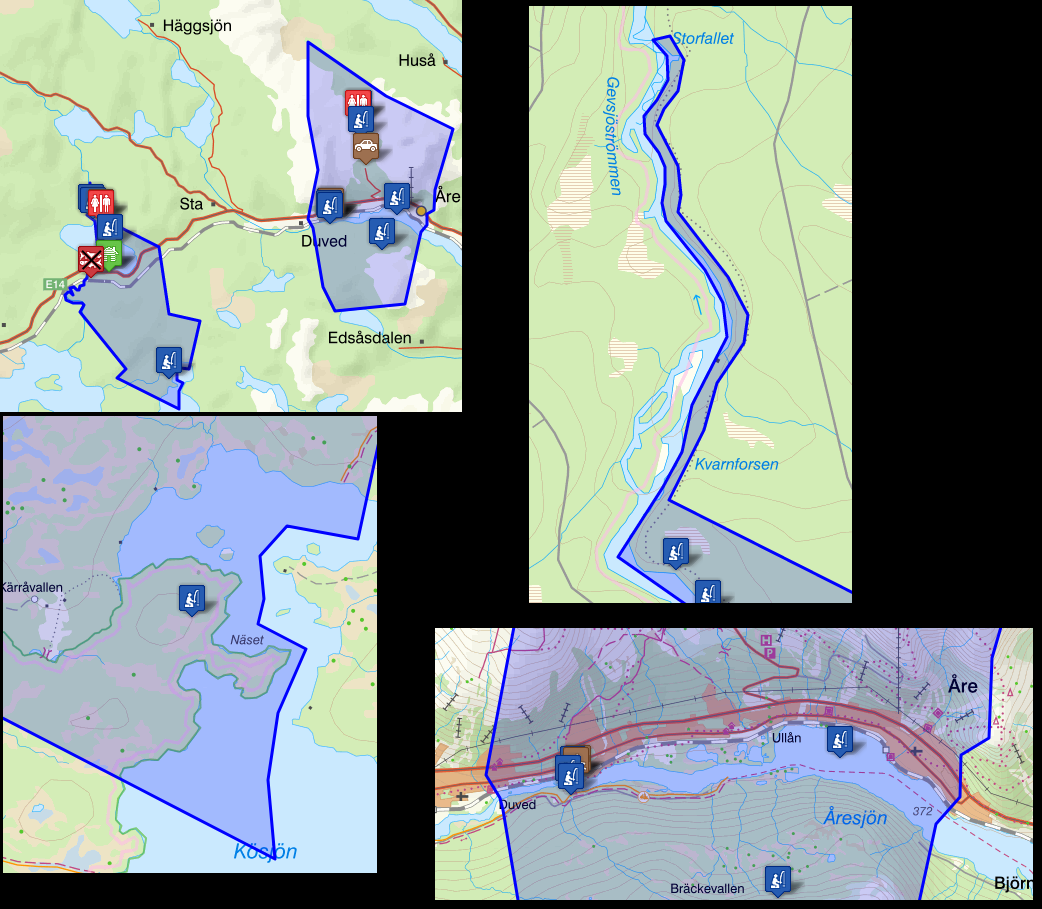 Häggsjön
Huså
Sta
Åre
Duved
E14
Edsåsdalen
Storfallet
Gevsjöströmmen
Kvarnforsen
Kärråvallen
Näset
Kösjön
H
P
Åre
Ullån
Duved
Åresjön
372
Bräckevallen
Björn